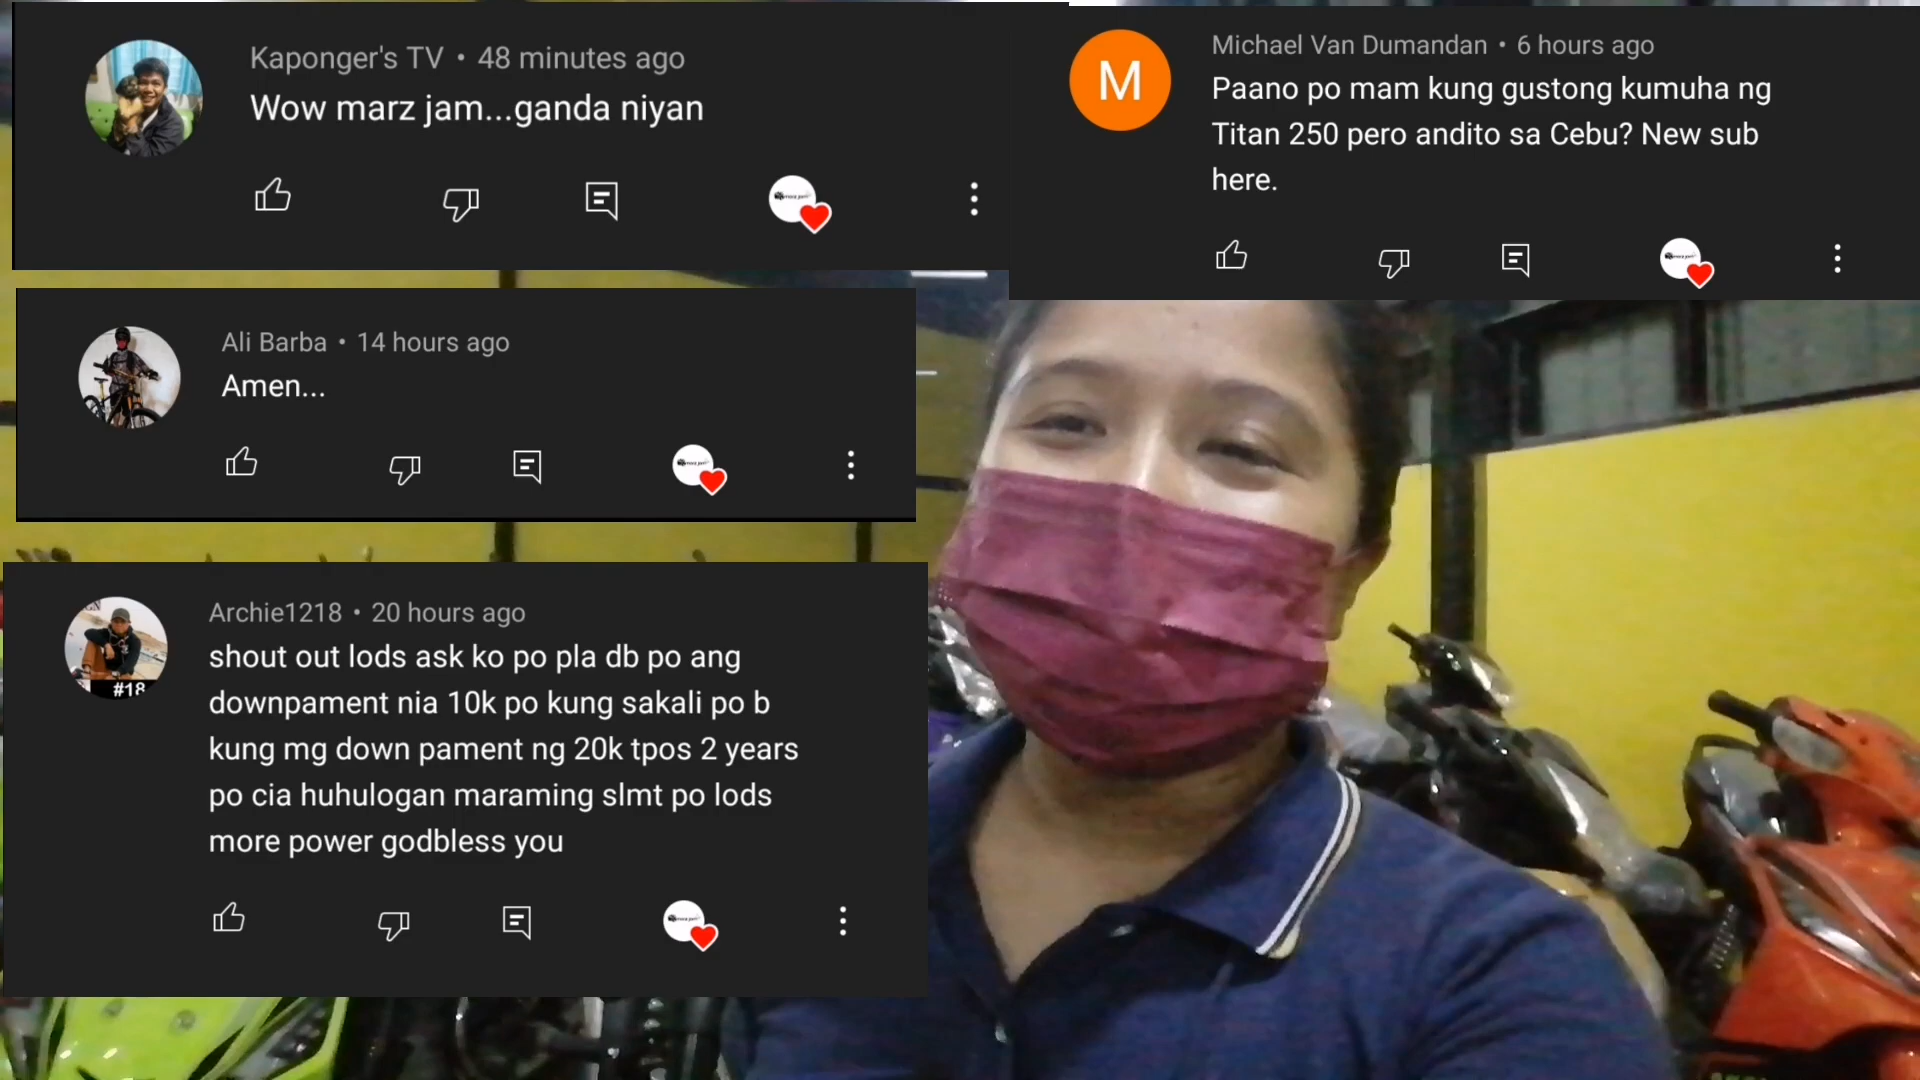 Kaponger's TV • 48 minutes ago
Wow marz jam...ganda niyan
Michael Van Dumandan • 6 hours ago
Paano po mam kung gustong kumuha ng
Titan 250 pero andito sa Cebu? New sub
here.
Ali Barba • 14 hours ago
Amen...
Archie1218 • 20 hours ago
shout out lods ask ko po pla db po ang
downpament nia 10k po kung sakali po b
kung mg down pament ng 20k tpos 2 years
po cia huhulogan maraming slmt po lods
more power godbless you
#18
M